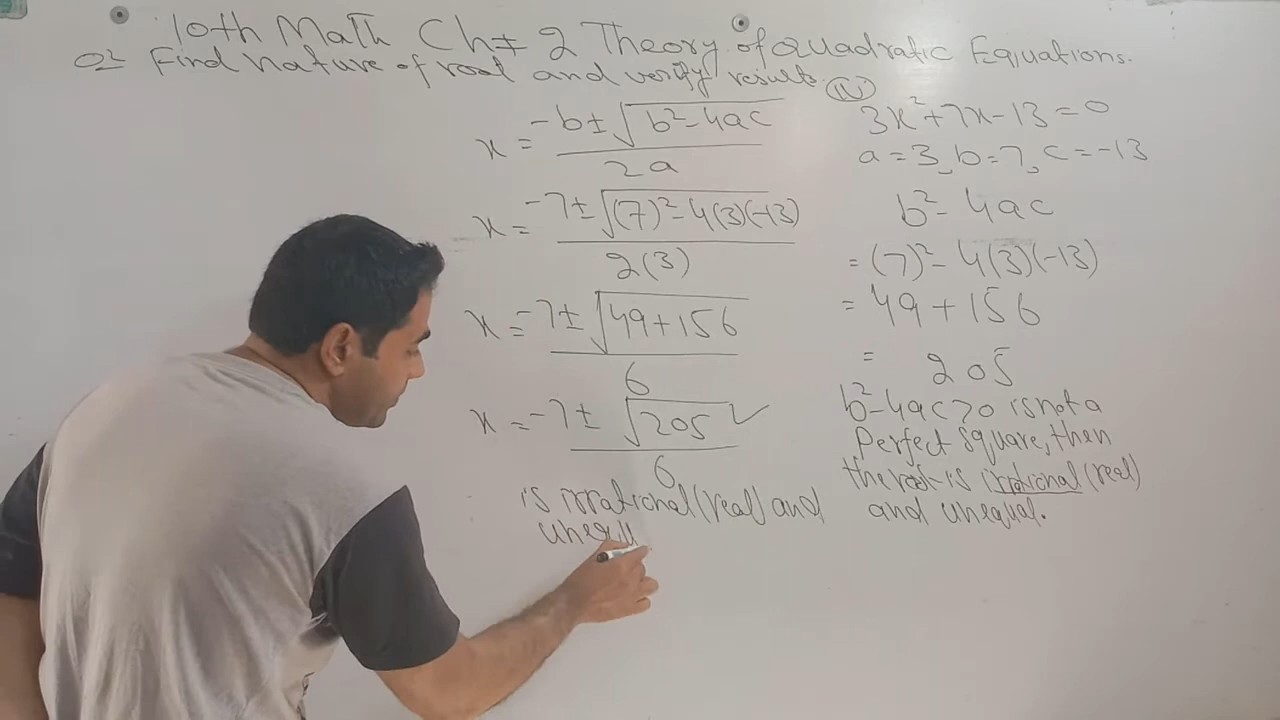 10th Math Ch# 2 Theory of Quadratic Equations.
Q2 Find nature of root and verify results.
(iv)
3x²+7x-13=0
a=3, b=7, c=-13
b²-4ac
= (7)²-4(3)(-13)
= 49+156
= 205
b²-4ac>0 is not a
Perfect square, then
the root is irrational (real)
and unequal.
x = -b±√b²-4ac / 2a
x = -7±√(7)²-4(3)(-13) / 2(3)
x = -7±√49+156 / 6
x = -7±√205 / 6 ✓
is irrational (real) and
unequ